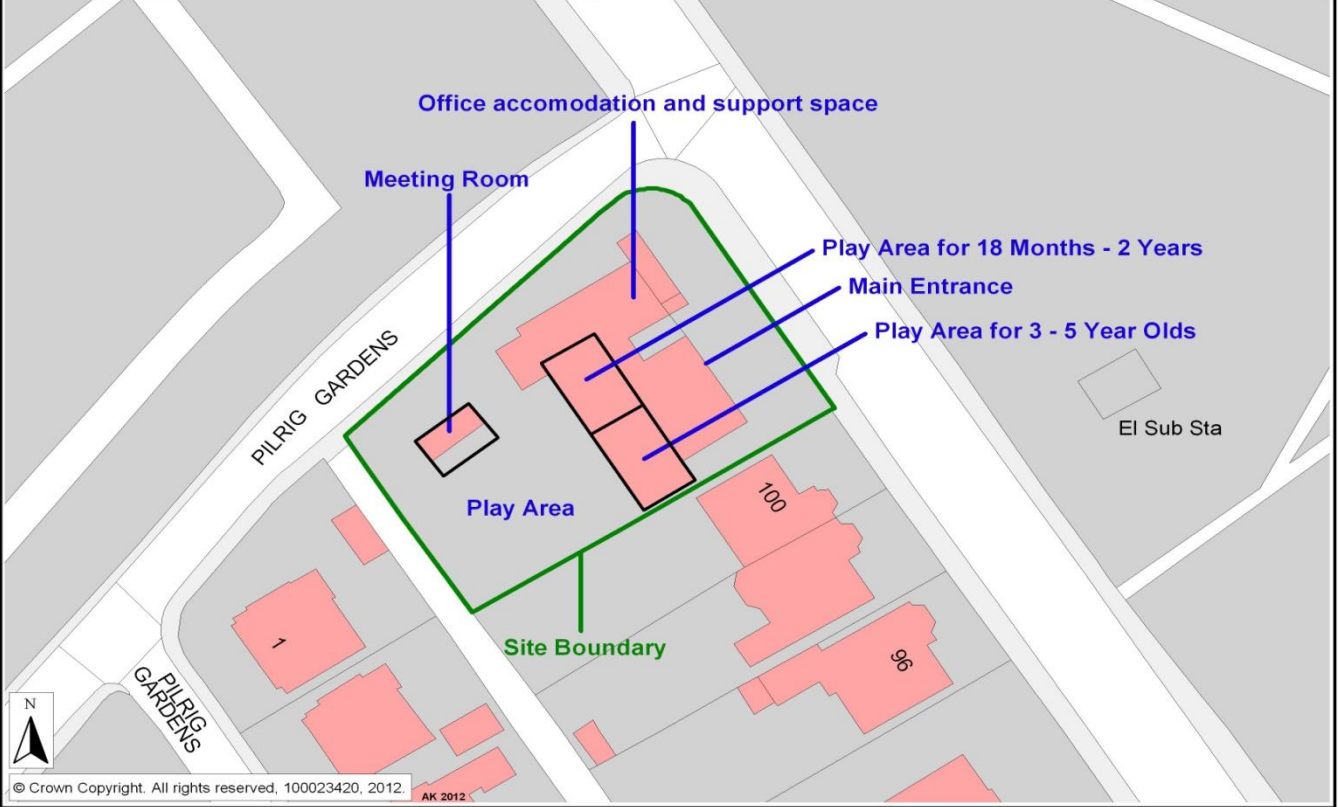 Office accomodation and support space
Meeting Room
Play Area for 18 Months - 2 Years
Main Entrance
Play Area for 3 - 5 Year Olds
PILRIG GARDENS
El Sub Sta
100
Play Area
1
Site Boundary
96
PILRIG
GARDENS
N
© Crown Copyright. All rights reserved, 100023420, 2012.
AK 2012